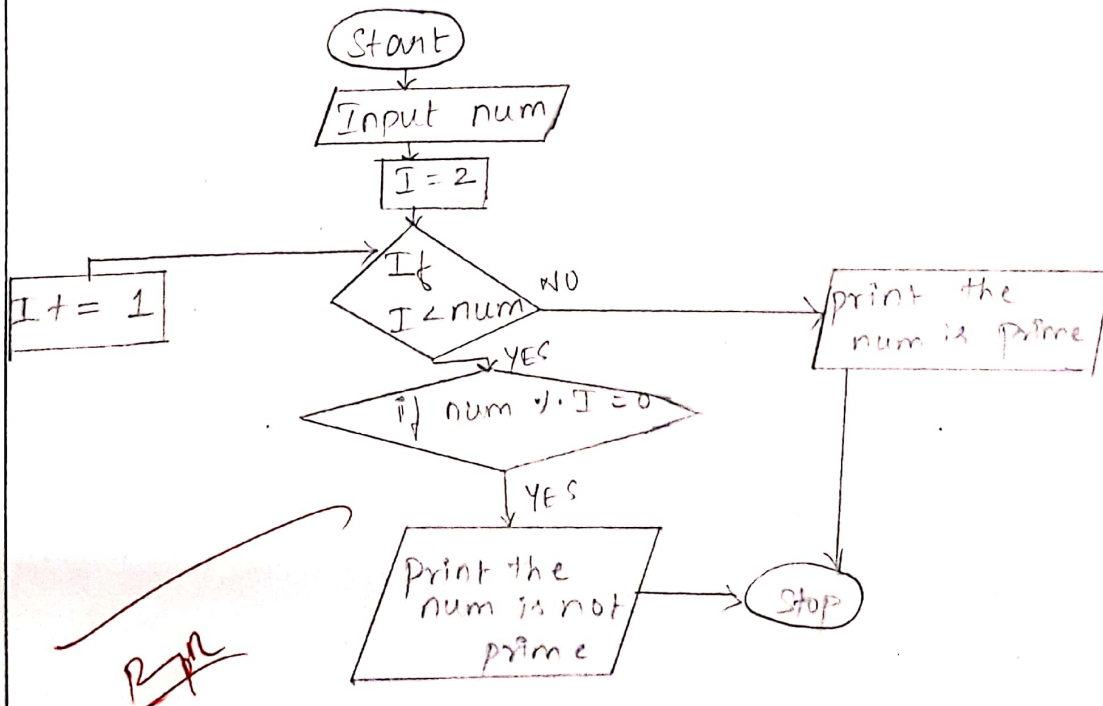 Start
Input num
I = 2
If
I < num
NO
I += 1
print the
num is prime
YES
if num % I = 0
YES
print the
num is not
prime
Stop